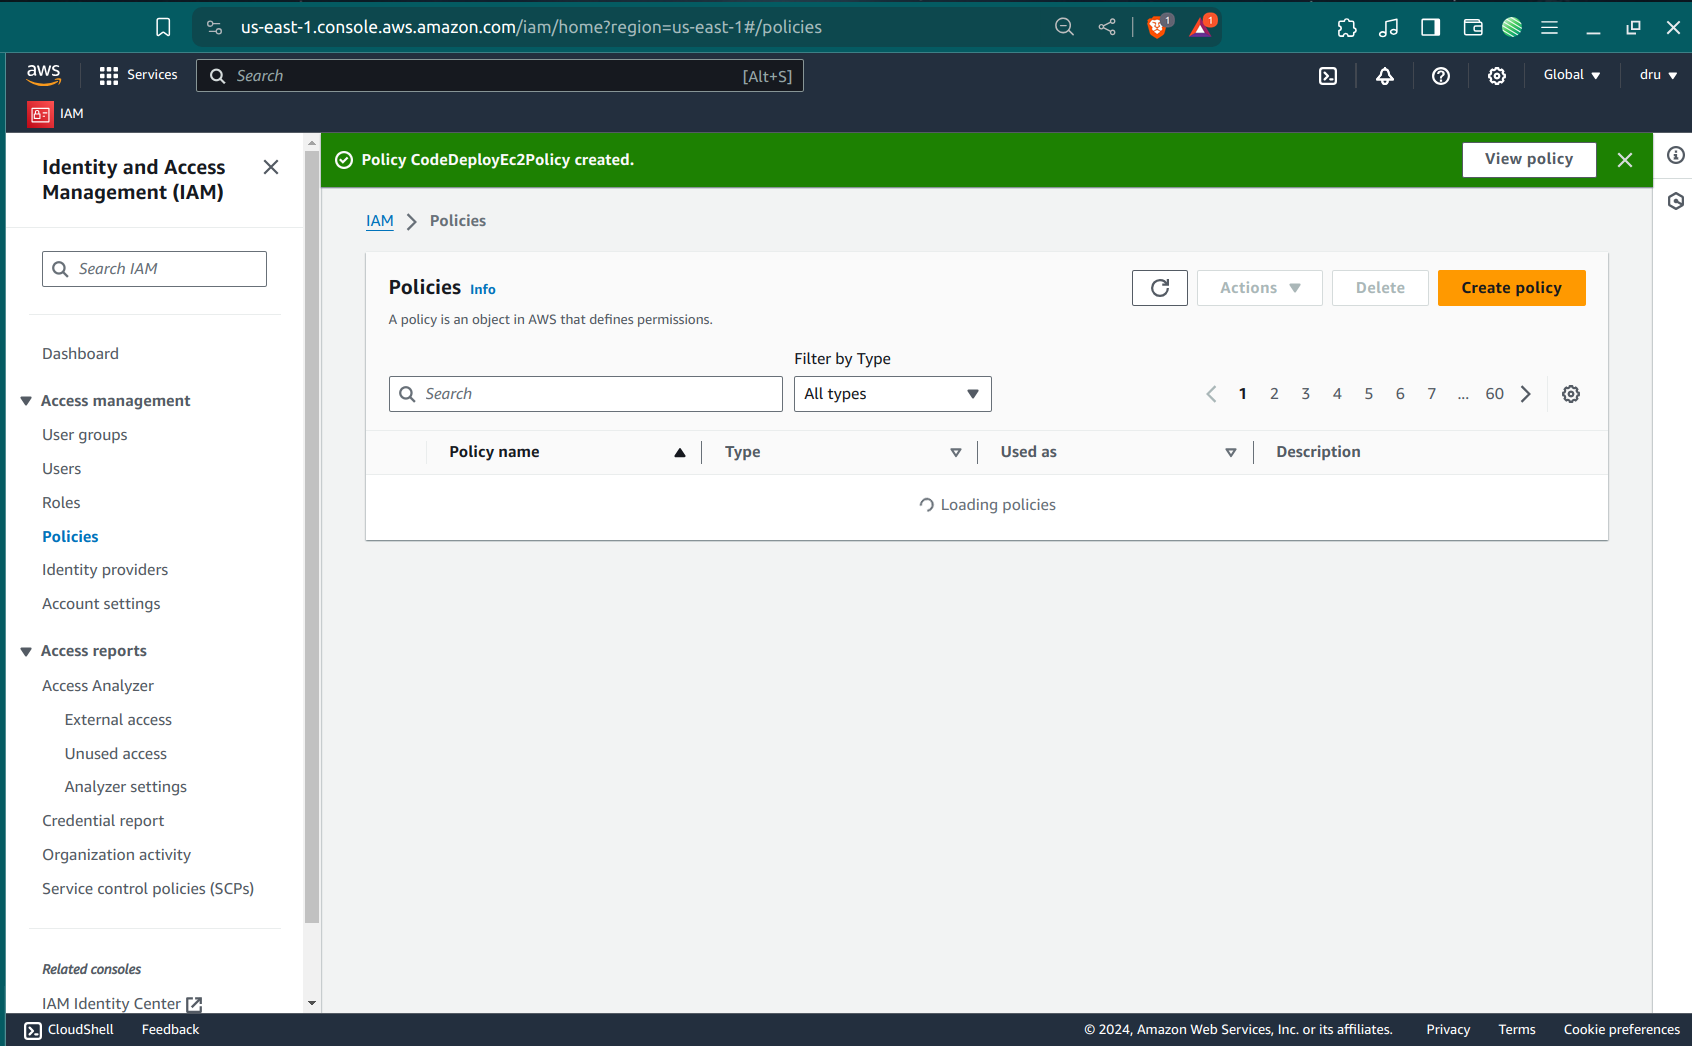 us-east-1.console.aws.amazon.com/iam/home?region=us-east-1#/policies
1
1
aws
Services
Search
[Alt+S]
Global
dru
IAM
Identity and Access
Management (IAM)
Policy CodeDeployEc2Policy created.
View policy
IAM
Policies
Search IAM
Policies Info
Actions
Delete
Create policy
A policy is an object in AWS that defines permissions.
Filter by Type
Search
All types
1 2 3 4 5 6 7 ... 60
Policy name
Type
Used as
Description
Loading policies
Dashboard
Access management
User groups
Users
Roles
Policies
Identity providers
Account settings
Access reports
Access Analyzer
External access
Unused access
Analyzer settings
Credential report
Organization activity
Service control policies (SCPs)
Related consoles
IAM Identity Center
CloudShell
Feedback
© 2024, Amazon Web Services, Inc. or its affiliates.
Privacy
Terms
Cookie preferences